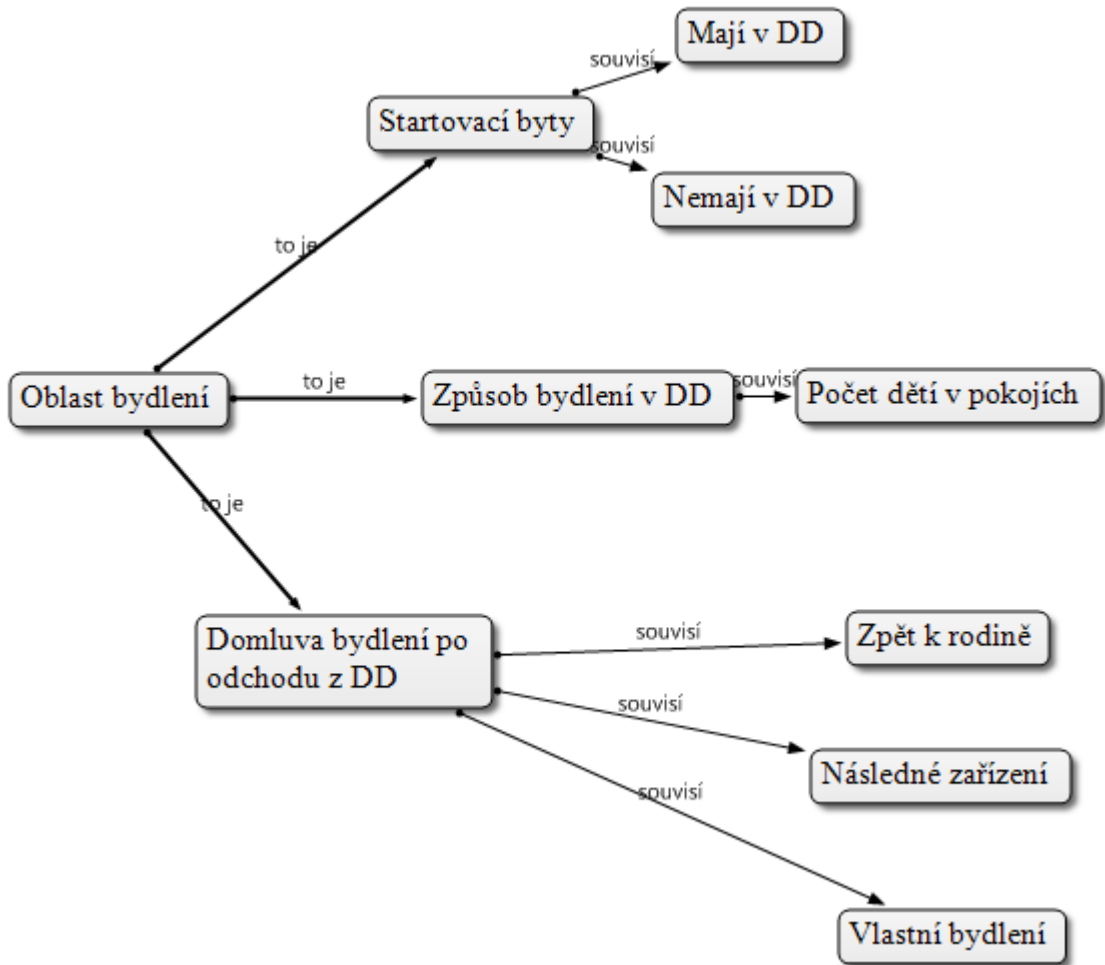 Mají v DD
souvisí
Startovací byty
souvisí
Nemají v DD
to je
Oblast bydlení
to je
Způsob bydlení v DD
souvisí
Počet dětí v pokojích
to je
Domluva bydlení po
odchodu z DD
souvisí
Zpět k rodině
souvisí
Následné zařízení
souvisí
Vlastní bydlení